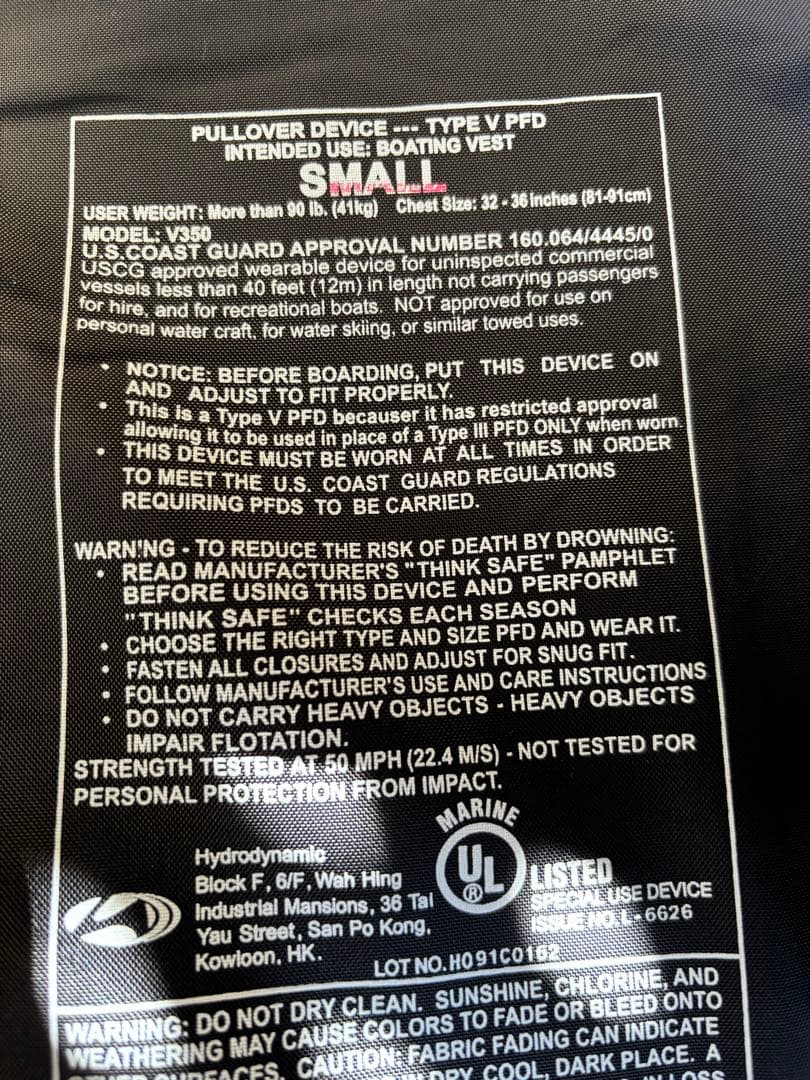 PULLOVER DEVICE --- TYPE V PFD
INTENDED USE: BOATING VEST
SMALL
USER WEIGHT: More than 90 lb. (41kg) Chest Size: 32 - 36 Inches (81-91cm)
MODEL: V350
U.S.COAST GUARD APPROVAL NUMBER 160.064/4445/0
USCG approved wearable device for uninspected commercial
vessels less than 40 feet (12m) in length not carrying passengers
for hire, and for recreational boats. NOT approved for use on
personal water craft, for water skiing, or similar towed uses.
• NOTICE: BEFORE BOARDING, PUT THIS DEVICE ON
AND ADJUST TO FIT PROPERLY.
• This is a Type V PFD becauser it has restricted approval
allowing it to be used in place of a Type III PFD ONLY when worn.
• THIS DEVICE MUST BE WORN AT ALL TIMES IN ORDER
TO MEET THE U.S. COAST GUARD REGULATIONS
REQUIRING PFDS TO BE CARRIED.
WARN'NG - TO REDUCE THE RISK OF DEATH BY DROWNING:
• READ MANUFACTURER'S "THINK SAFE" PAMPHLET
BEFORE USING THIS DEVICE AND PERFORM
"THINK SAFE" CHECKS EACH SEASON
• CHOOSE THE RIGHT TYPE AND SIZE PFD AND WEAR IT.
• FASTEN ALL CLOSURES AND ADJUST FOR SNUG FIT.
• FOLLOW MANUFACTURER'S USE AND CARE INSTRUCTIONS
• DO NOT CARRY HEAVY OBJECTS - HEAVY OBJECTS
IMPAIR FLOTATION.
STRENGTH TESTED AT 50 MPH (22.4 M/S) - NOT TESTED FOR
PERSONAL PROTECTION FROM IMPACT.
MARINE
UL ®
LISTED
SPECIAL USE DEVICE
ISSUE NO. L-6626
Hydrodynamic
Block F, 6/F, Wah Hing
Industrial Mansions, 36 Tai
Yau Street, San Po Kong,
Kowloon, HK.
LOT NO. H091C0162
WARNING: DO NOT DRY CLEAN. SUNSHINE, CHLORINE, AND
WEATHERING MAY CAUSE COLORS TO FADE OR BLEED ONTO
OTHER SURFACES. CAUTION: FABRIC FADING CAN INDICATE
DRY, COOL, DARK PLACE. A
LOSS